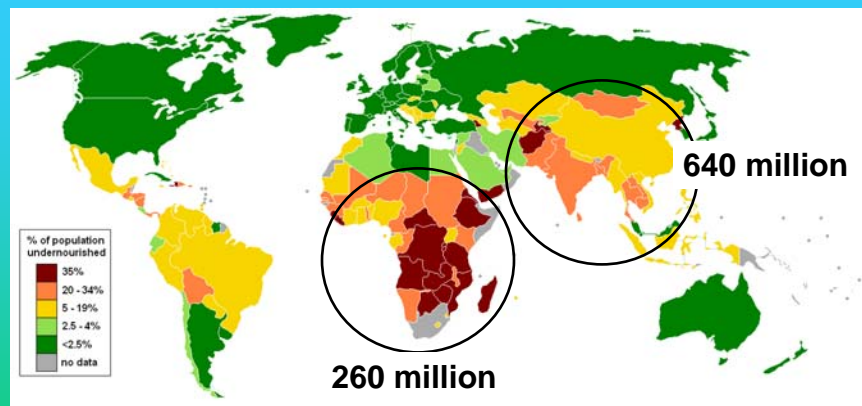 640 million
% of population
undernourished
35%
20 - 34%
5 - 19%
2.5 - 4%
<2.5%
no data
260 million